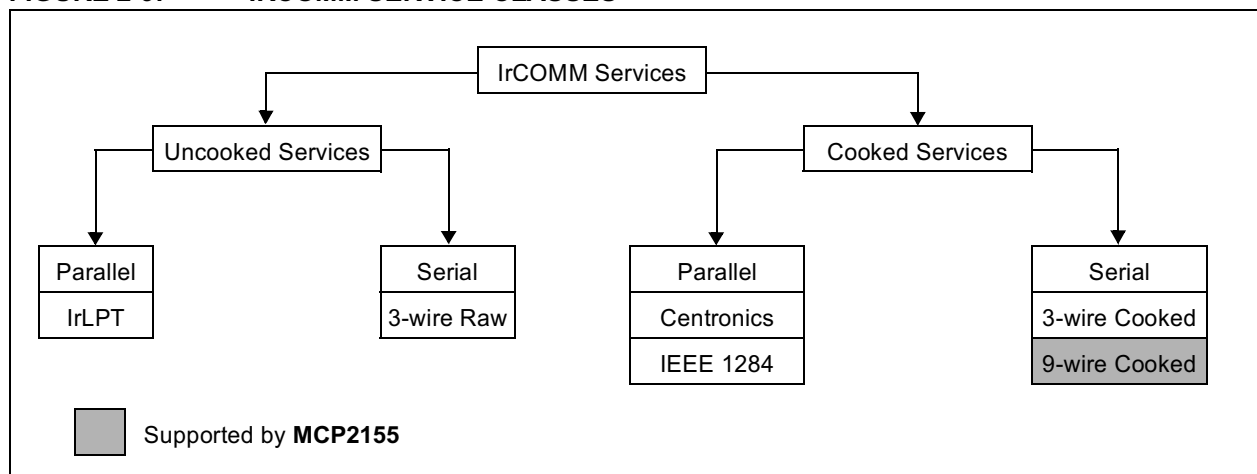 IrCOMM Services
Uncooked Services
Cooked Services
Parallel
IrLPT
Serial
3-wire Raw
Parallel
Centronics
IEEE 1284
Serial
3-wire Cooked
9-wire Cooked
Supported by MCP2155